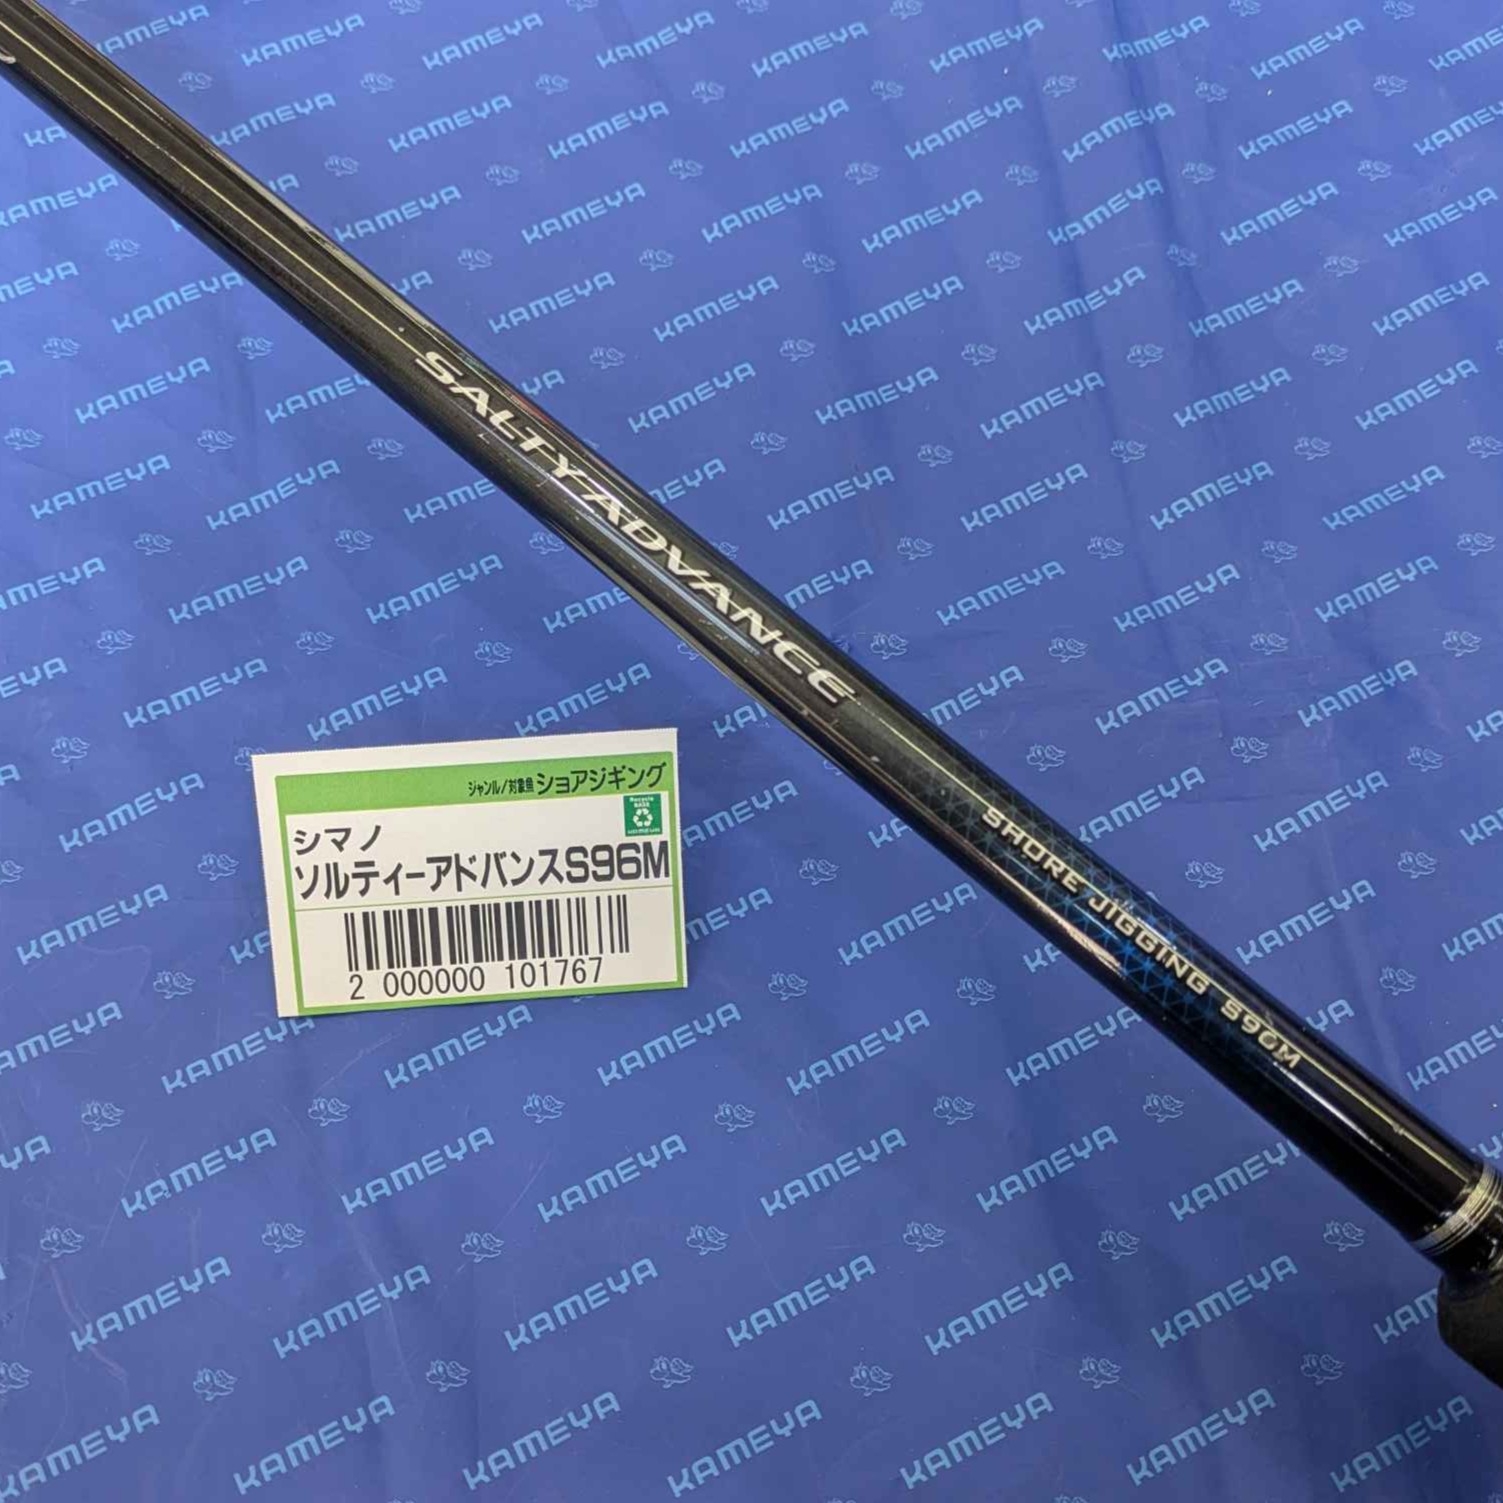 SALTY ADVANCE
SHORE JIGGING S96M
ジャンル/対象魚 ショアジギング
Recycle
シマノ
ソルティーアドバンスS96M
2 000000 101767
KAMEYA